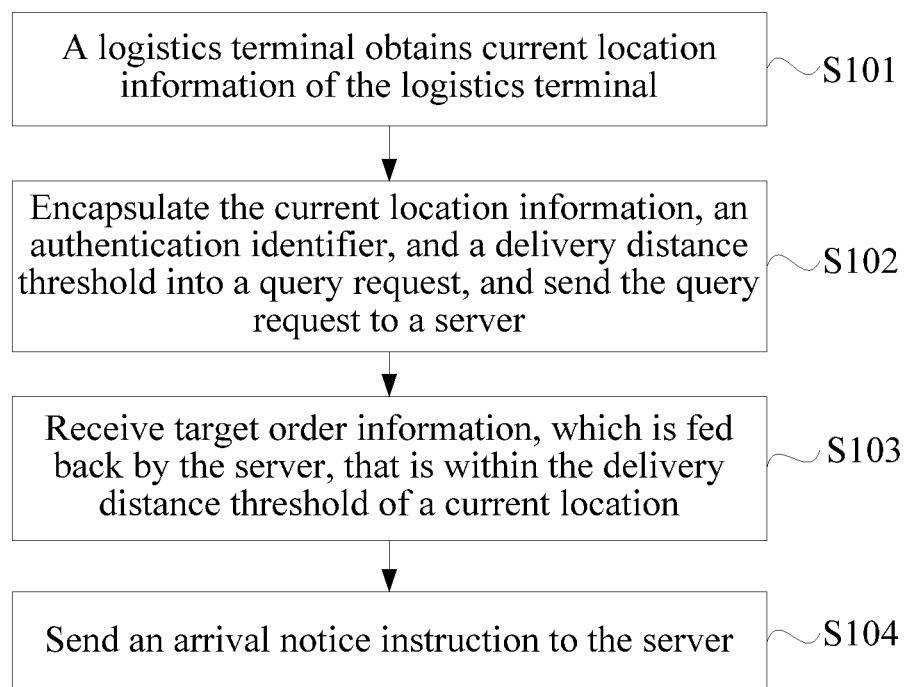 A logistics terminal obtains current location
information of the logistics terminal
S101
Encapsulate the current location information, an
authentication identifier, and a delivery distance
threshold into a query request, and send the query
request to a server
S102
Receive target order information, which is fed
back by the server, that is within the delivery
distance threshold of a current location
S103
Send an arrival notice instruction to the server
S104